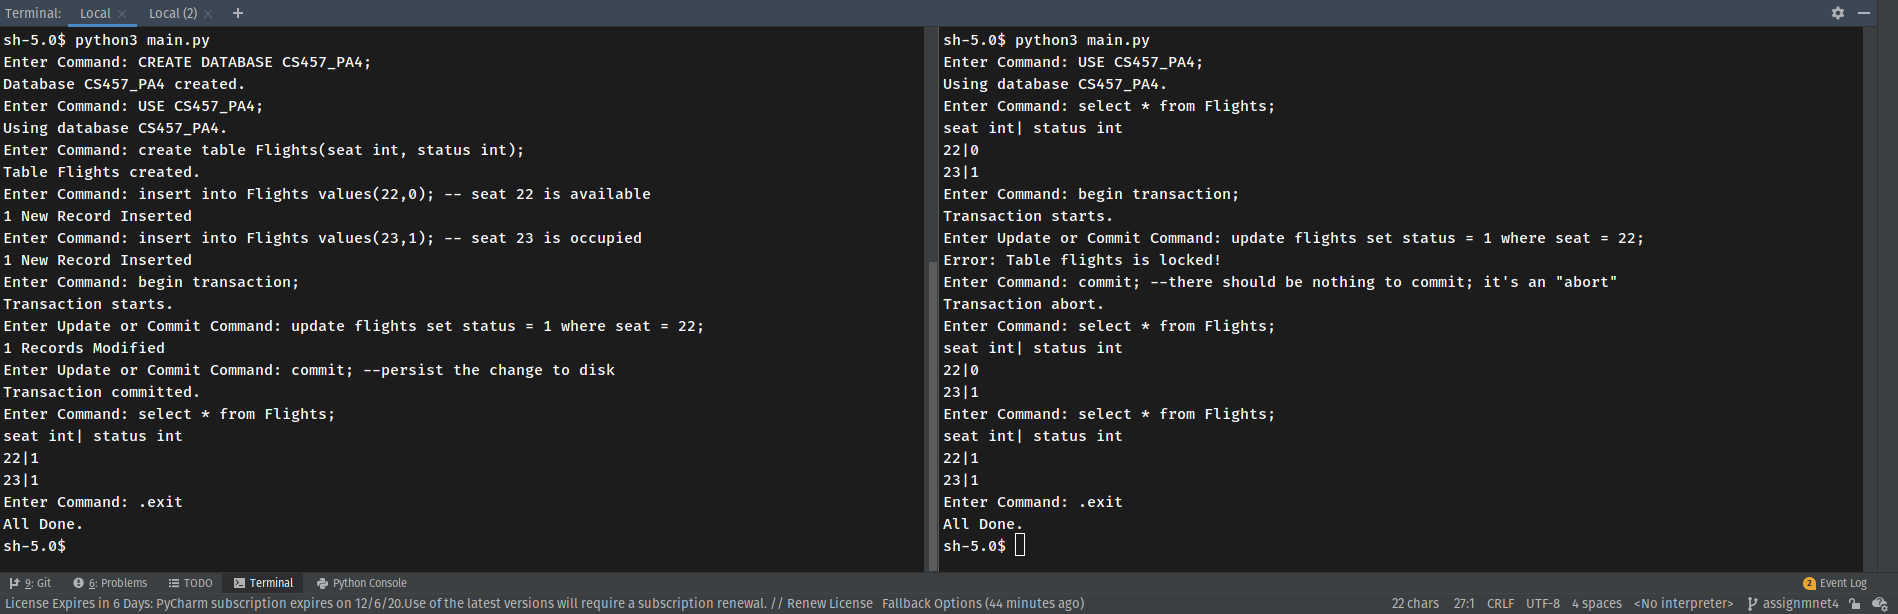 Terminal: Local × Local (2) × +
sh-5.0$ python3 main.py
Enter Command: CREATE DATABASE CS457_PA4;
Database CS457_PA4 created.
Enter Command: USE CS457_PA4;
Using database CS457_PA4.
Enter Command: create table Flights(seat int, status int);
Table Flights created.
Enter Command: insert into Flights values(22,0); -- seat 22 is available
1 New Record Inserted
Enter Command: insert into Flights values(23,1); -- seat 23 is occupied
1 New Record Inserted
Enter Command: begin transaction;
Transaction starts.
Enter Update or Commit Command: update flights set status = 1 where seat = 22;
1 Records Modified
Enter Update or Commit Command: commit; --persist the change to disk
Transaction committed.
Enter Command: select * from Flights;
seat int| status int
22|1
23|1
Enter Command: .exit
All Done.
sh-5.0$
sh-5.0$ python3 main.py
Enter Command: USE CS457_PA4;
Using database CS457_PA4.
Enter Command: select * from Flights;
seat int| status int
22|0
23|1
Enter Command: begin transaction;
Transaction starts.
Enter Update or Commit Command: update flights set status = 1 where seat = 22;
Error: Table flights is locked!
Enter Command: commit; --there should be nothing to commit; it's an "abort"
Transaction abort.
Enter Command: select * from Flights;
seat int| status int
22|0
23|1
Enter Command: select * from Flights;
seat int| status int
22|1
23|1
Enter Command: .exit
All Done.
sh-5.0$
9: Git 6: Problems TODO Terminal Python Console 2 Event Log
License Expires in 6 Days: PyCharm subscription expires on 12/6/20.Use of the latest versions will require a subscription renewal. // Renew License Fallback Options (44 minutes ago) 22 chars 27:1 CRLF UTF-8 4 spaces <No interpreter> assignmnet4